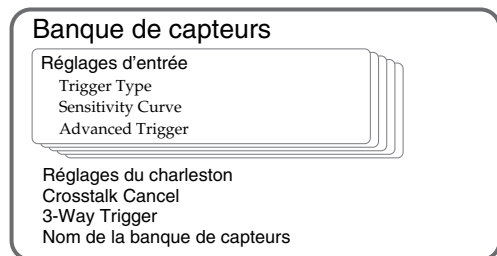 Banque de capteurs
Réglages d'entrée
Trigger Type
Sensitivity Curve
Advanced Trigger
Réglages du charleston
Crosstalk Cancel
3-Way Trigger
Nom de la banque de capteurs